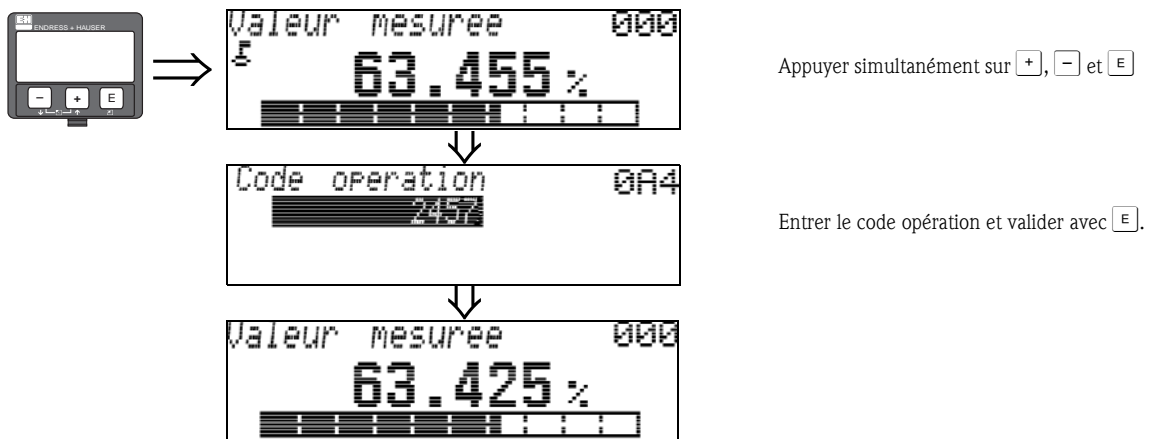 E+H
ENDRESS + HAUSER
- + E
Valeur mesuree 000
63.455 %
Appuyer simultanément sur +, - et E
Code operation 0A4
2457
Entrer le code opération et valider avec E.
Valeur mesuree 000
63.425 %